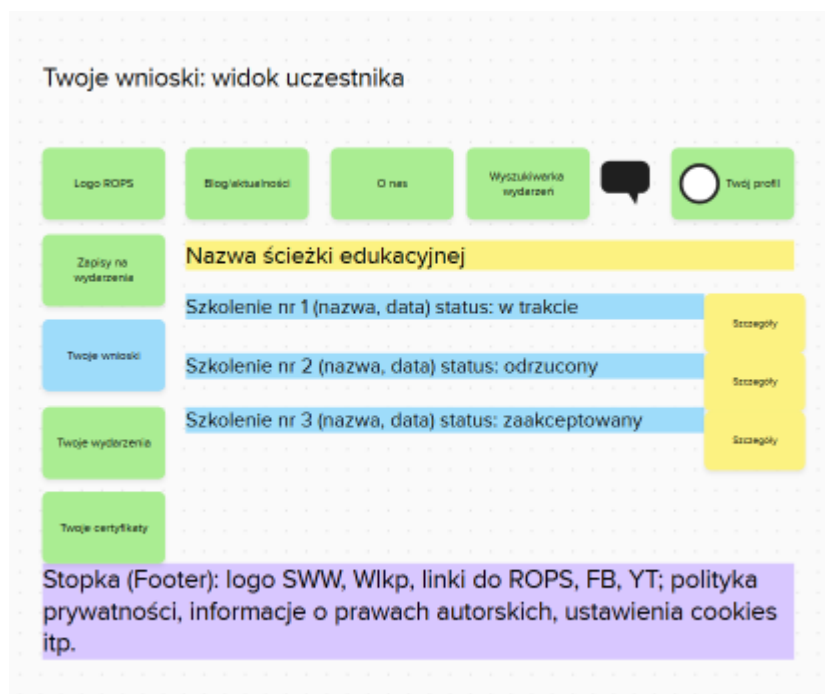 Twoje wnioski: widok uczestnika
Logo ROPS
Blog/aktualności
O nas
Wyszukiwarka
wydarzeń
Twój profil
Zapisy na
wydarzenia
Nazwa ścieżki edukacyjnej
Szkolenie nr 1 (nazwa, data) status: w trakcie
Szczegóły
Twoje wnioski
Szkolenie nr 2 (nazwa, data) status: odrzucony
Szczegóły
Szkolenie nr 3 (nazwa, data) status: zaakceptowany
Szczegóły
Twoje wydarzenia
Twoje certyfikaty
Stopka (Footer): logo SWW, Wlkp, linki do ROPS, FB, YT; polityka
prywatności, informacje o prawach autorskich, ustawienia cookies
itp.